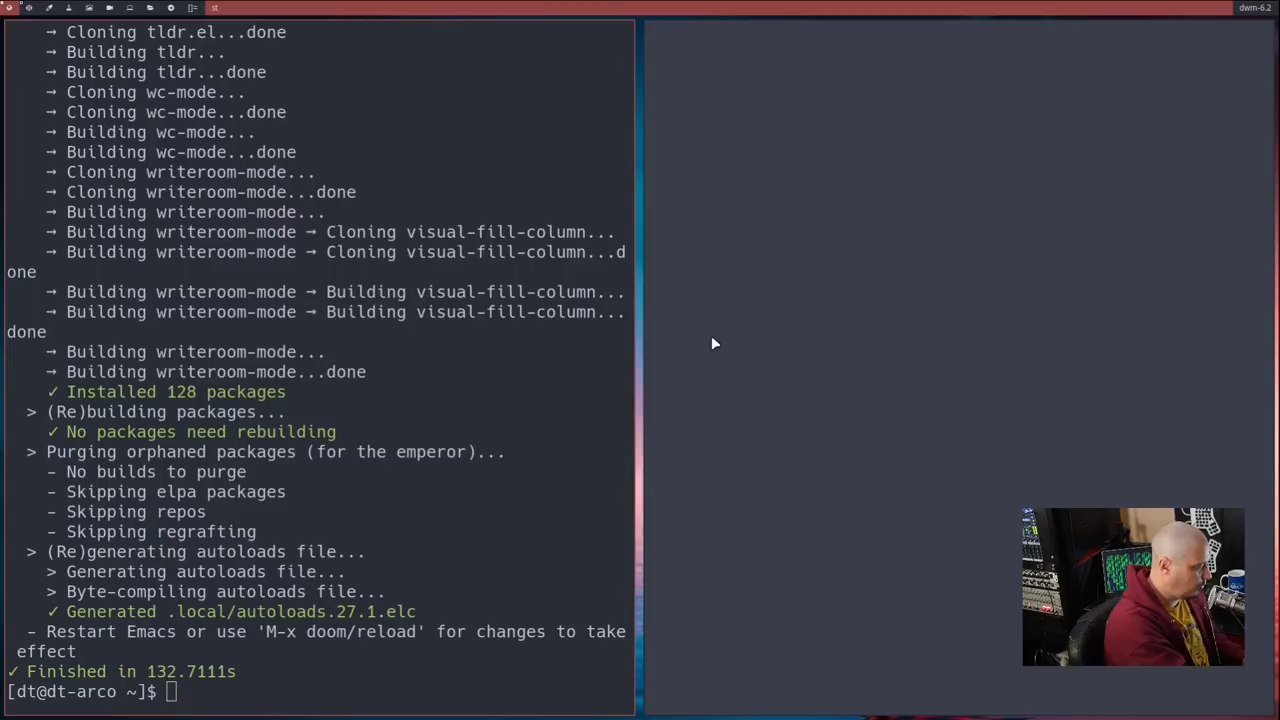 []=
st
dwm-6.2
→ Cloning tldr.el...done
→ Building tldr...
→ Building tldr...done
→ Cloning wc-mode...
→ Cloning wc-mode...done
→ Building wc-mode...
→ Building wc-mode...done
→ Cloning writeroom-mode...
→ Cloning writeroom-mode...done
→ Building writeroom-mode...
→ Building writeroom-mode → Cloning visual-fill-column...
→ Building writeroom-mode → Cloning visual-fill-column...d
one
→ Building writeroom-mode → Building visual-fill-column...
→ Building writeroom-mode → Building visual-fill-column...
done
→ Building writeroom-mode...
→ Building writeroom-mode...done
✓ Installed 128 packages
> (Re)building packages...
✓ No packages need rebuilding
> Purging orphaned packages (for the emperor)...
- No builds to purge
- Skipping elpa packages
- Skipping repos
- Skipping regrafting
> (Re)generating autoloads file...
> Generating autoloads file...
> Byte-compiling autoloads file...
✓ Generated .local/autoloads.27.1.elc
- Restart Emacs or use 'M-x doom/reload' for changes to take
effect
✓ Finished in 132.7111s
[dt@dt-arco ~]$